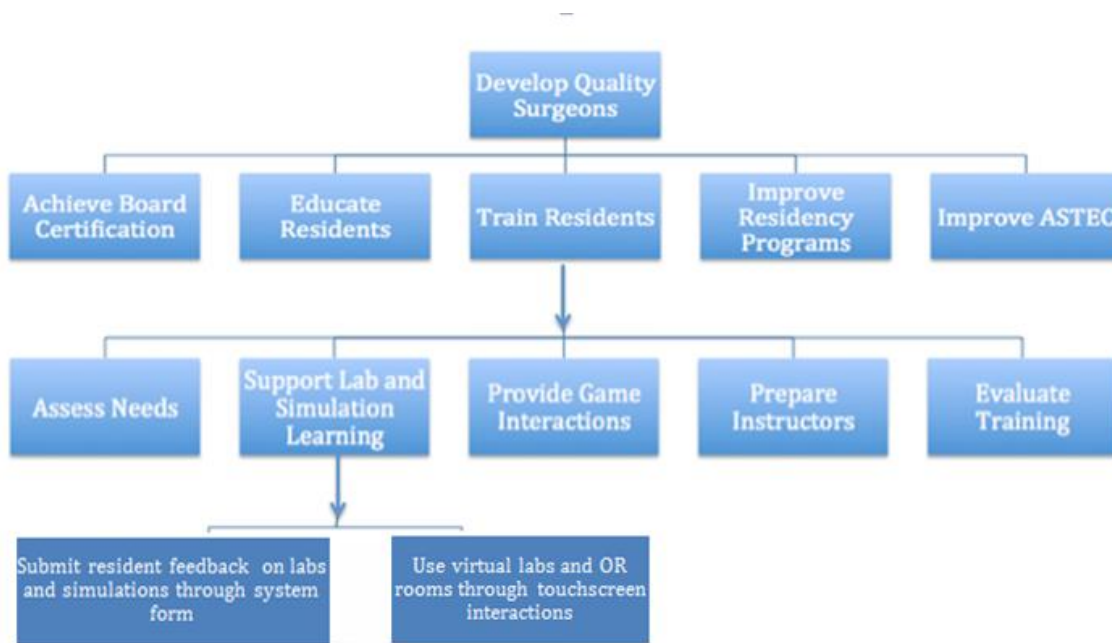 Develop Quality
Surgeons
Achieve Board
Certification
Educate
Residents
Train Residents
Improve
Residency
Programs
Improve ASTEC
Assess Needs
Support Lab and
Simulation
Learning
Provide Game
Interactions
Prepare
Instructors
Evaluate
Training
Submit resident feedback on labs
and simulations through system
form
Use virtual labs and OR
rooms through touchscreen
interactions